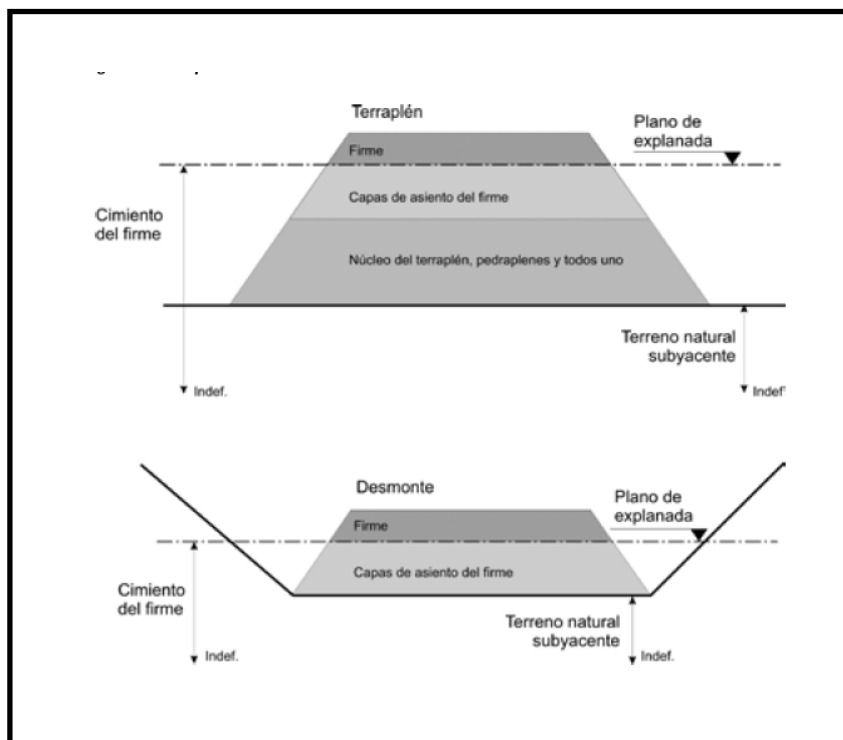 Terraplén
Plano de
explanada
Firme
Capas de asiento del firme
Cimiento
del firme
Núcleo del terraplén, pedraplenes y todos uno
Terreno natural
subyacente
Indef.
Indef
Desmonte
Plano de
explanada
Firme
Capas de asiento del firme
Cimiento
del firme
Terreno natural
subyacente
Indef.
Indef.